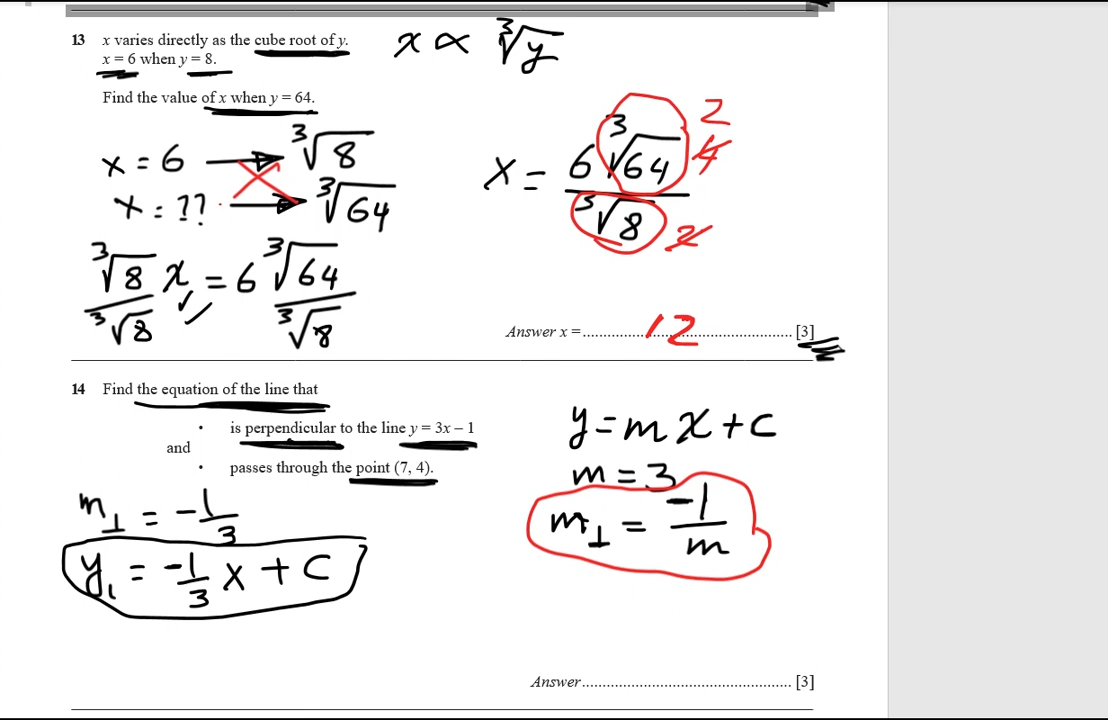 13 x varies directly as the cube root of y.
x = 6 when y = 8.
x ∝ ∛y
Find the value of x when y = 64.
x = 6 → ∛8
x = ?? → ∛64
∛8 x / ∛8 = 6 ∛64 / ∛8
x = 6 ∛64 / ∛8
4 2
2
Answer x = 12 [3]
14 Find the equation of the line that
• is perpendicular to the line y = 3x – 1
and
• passes through the point (7, 4).
y = mx + c
m = 3
m⊥ = -1/m
m⊥ = -1/3
y₁ = -1/3 x + c
Answer [3]